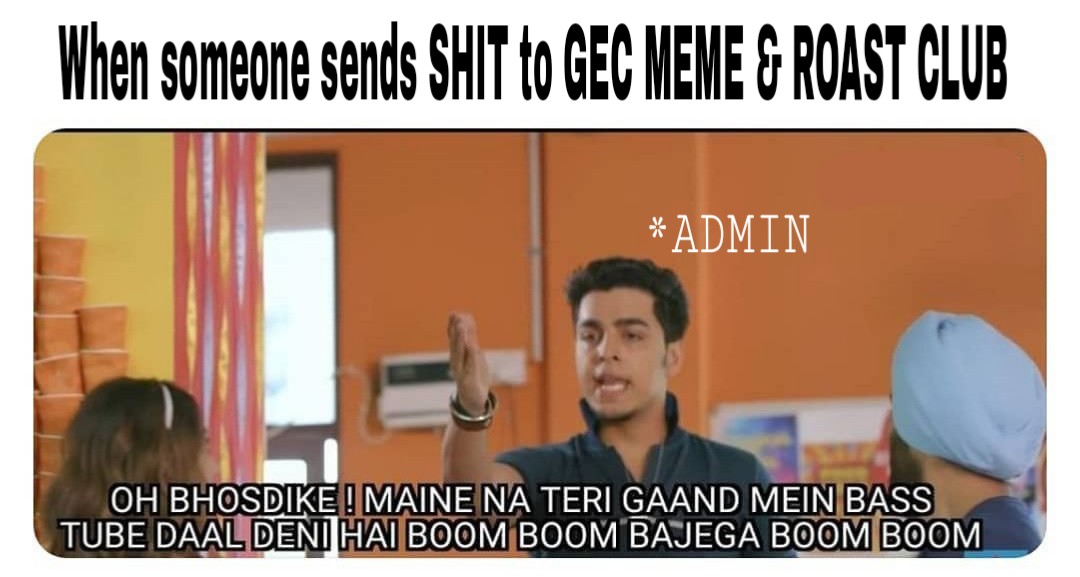 When someone sends SHIT to GEC MEME & ROAST CLUB
*ADMIN
OH BHOSDIKE ! MAINE NA TERI GAAND MEIN BASS
TUBE DAAL DENI HAI BOOM BOOM BAJEGA BOOM BOOM